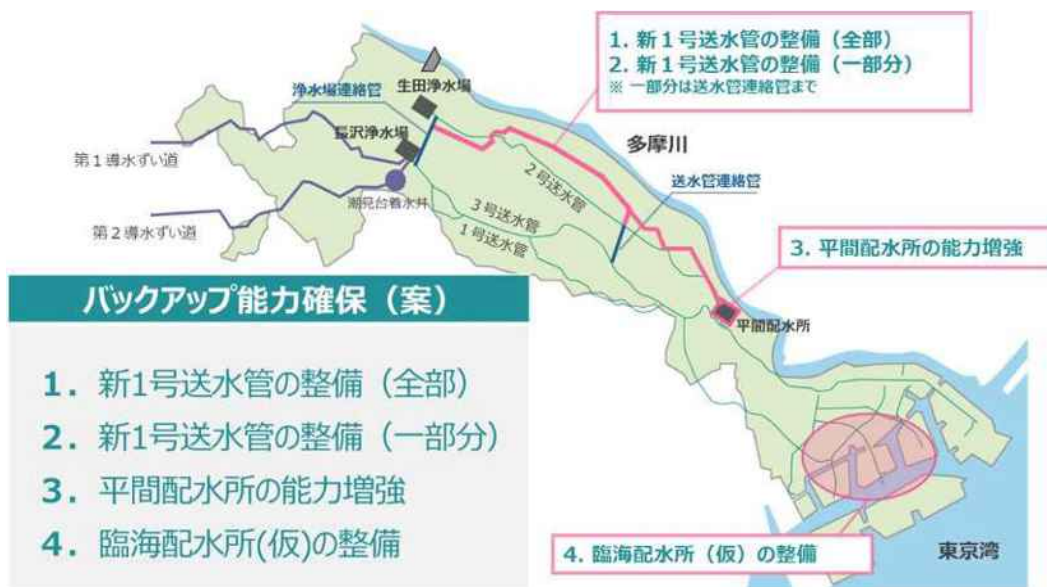 1. 新１号送水管の整備（全部）
2. 新１号送水管の整備（一部分）
※ 一部分は送水管連絡管まで
生田浄水場
浄水場連絡管
長沢浄水場
多摩川
第１導水ずい道
２号送水管
送水管連絡管
潮見台着水井
３号送水管
第２導水ずい道
１号送水管
3. 平間配水所の能力増強
平間配水所
バックアップ能力確保（案）
1. 新1号送水管の整備（全部）
2. 新1号送水管の整備（一部分）
3. 平間配水所の能力増強
4. 臨海配水所(仮)の整備
4. 臨海配水所（仮）の整備
東京湾